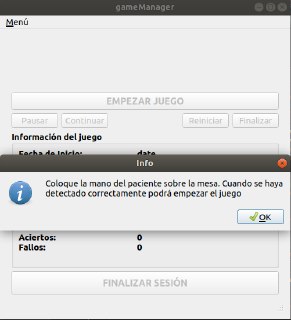 gameManager
Menú
EMPEZAR JUEGO
Pausar Continuar Reiniciar Finalizar
Información del juego
Fecha de Inicio: date
Info
Coloque la mano del paciente sobre la mesa. Cuando se haya
detectado correctamente podrá empezar el juego
OK
Aciertos: 0
Fallos: 0
FINALIZAR SESIÓN